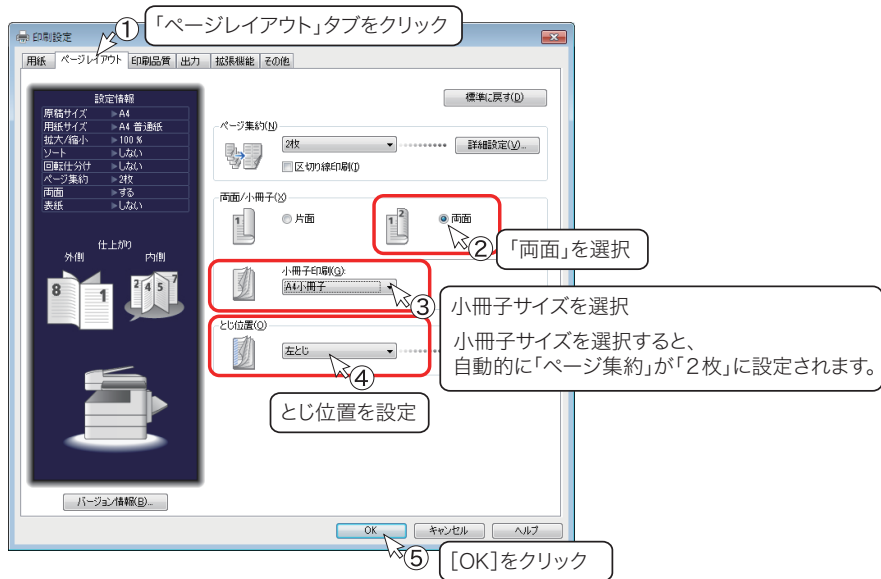 ① 「ページレイアウト」タブをクリック
印刷設定
用紙 ページレイアウト 印刷品質 出力 拡張機能 その他
設定情報
原稿サイズ ▶A4
用紙サイズ ▶A4 普通紙
拡大/縮小 ▶100 %
ソート ▶しない
回転仕分け ▶しない
ページ集約 ▶2枚
両面 ▶する
表紙 ▶しない
仕上がり
外側 内側
8 1 2 4 5 7
バージョン情報(B)...
標準に戻す(D)
ページ集約(N)
2枚
詳細設定(V)...
区切り線印刷(I)
両面/小冊子(X)
1 片面
1 2 両面
② 「両面」を選択
小冊子印刷(G):
A4小冊子
③ 小冊子サイズを選択
小冊子サイズを選択すると、
自動的に「ページ集約」が「2枚」に設定されます。
とじ位置(O)
左とじ
④
とじ位置を設定
OK キャンセル ヘルプ
⑤ [OK]をクリック